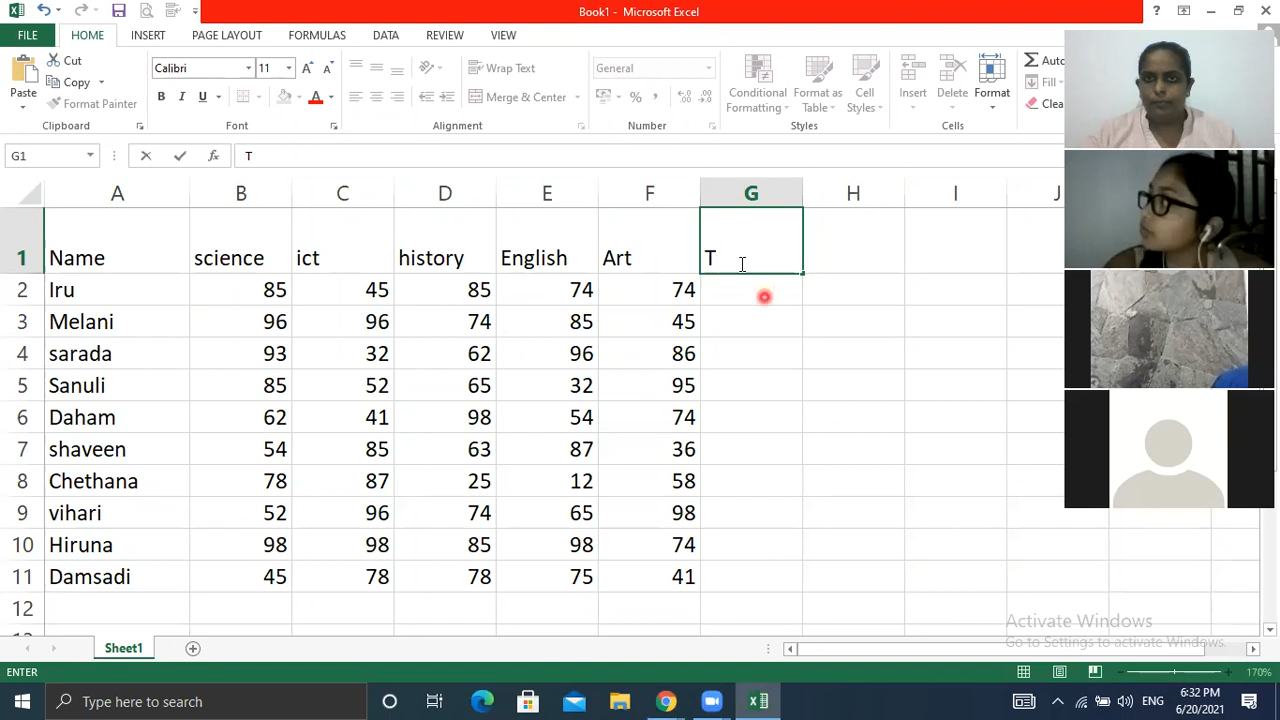 Book1 - Microsoft Excel
FILE HOME INSERT PAGE LAYOUT FORMULAS DATA REVIEW VIEW
Cut
Copy
Format Painter
Paste
Clipboard
Calibri 11
B I U
Font
Wrap Text
Merge & Center
Alignment
General
%
Number
Conditional Formatting
Format as Table
Cell Styles
Styles
Insert Delete Format
Cells
Auto
Fill
Clea
G1 fx T
A B C D E F G H I J
1 Name science ict history English Art T
2 Iru 85 45 85 74 74
3 Melani 96 96 74 85 45
4 sarada 93 32 62 96 86
5 Sanuli 85 52 65 32 95
6 Daham 62 41 98 54 74
7 shaveen 54 85 63 87 36
8 Chethana 78 87 25 12 58
9 vihari 52 96 74 65 98
10 Hiruna 98 98 85 98 74
11 Damsadi 45 78 78 75 41
12
Activate Windows
Go to Settings to activate Windows.
Sheet1
ENTER 170%
Type here to search
ENG
6:32 PM
6/20/2021